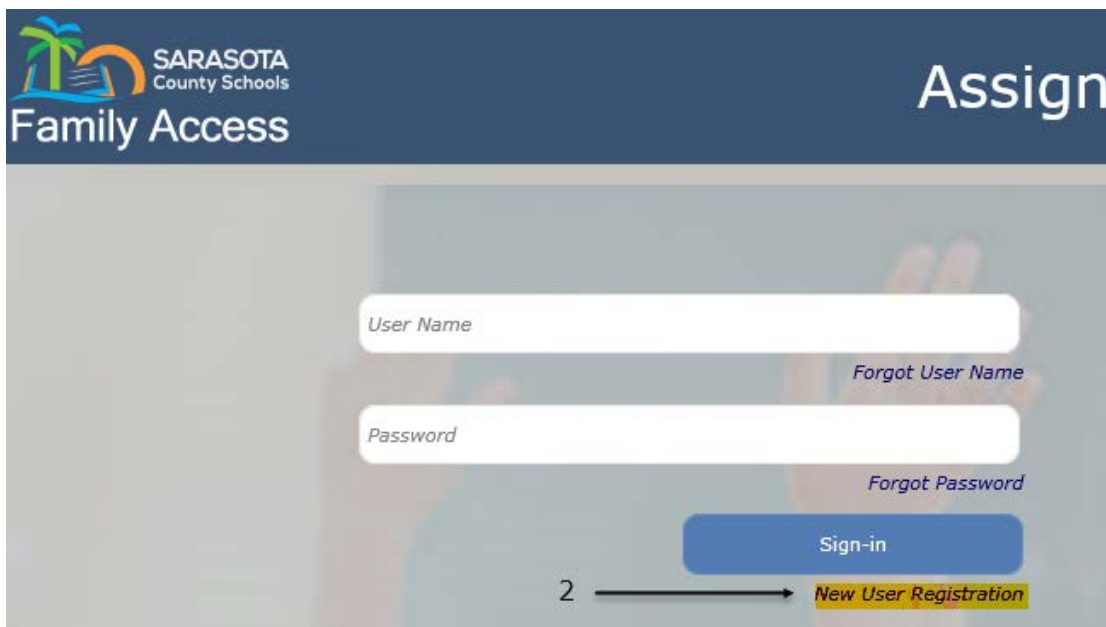 SARASOTA
County Schools
Family Access
Assign
User Name
Forgot User Name
Password
Forgot Password
Sign-in
2
New User Registration